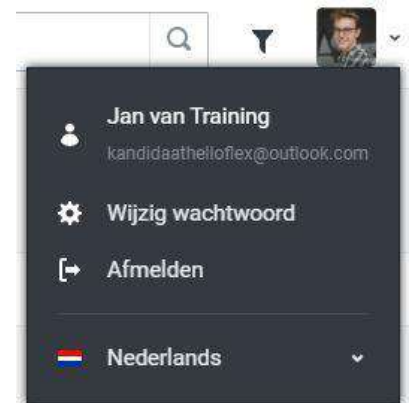 Jan van Training
kandidaathelloflex@outlook.com
Wijzig wachtwoord
Afmelden
Nederlands